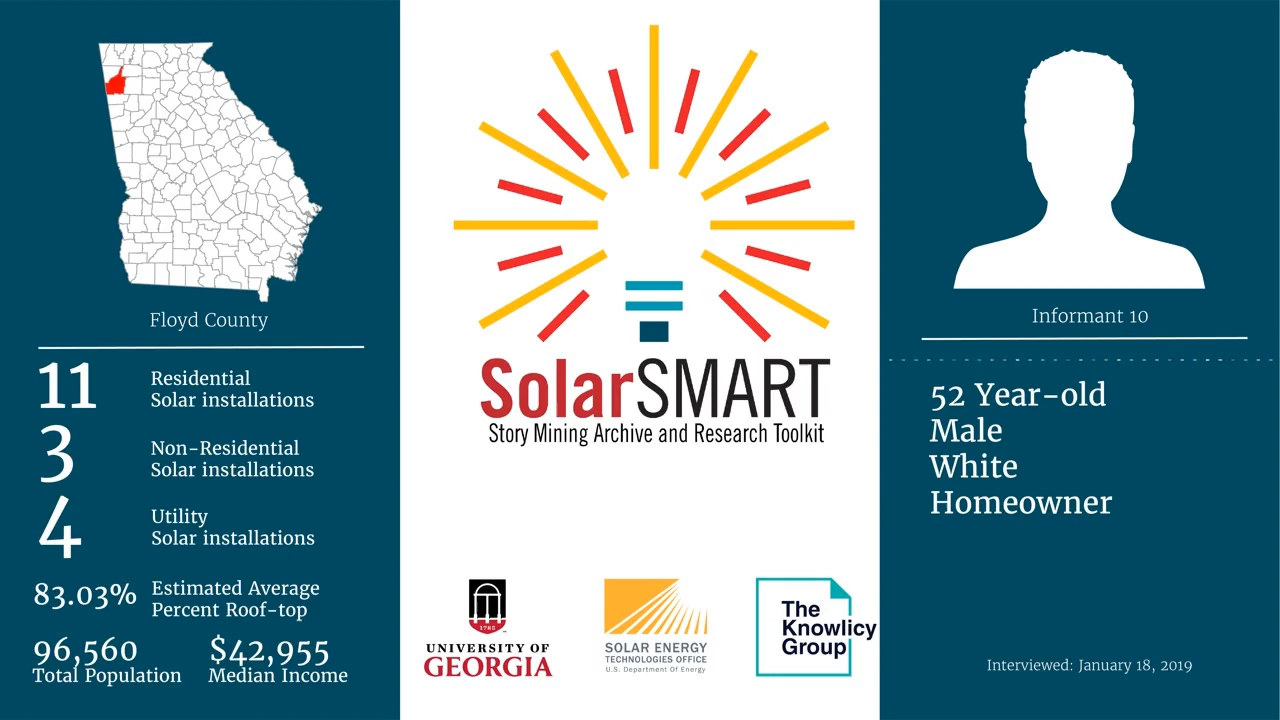 Floyd County
11
Residential
Solar installations
3
Non-Residential
Solar installations
4
Utility
Solar installations
83.03%
Estimated Average
Percent Roof-top
96,560
Total Population
$42,955
Median Income
SolarSMART
Story Mining Archive and Research Toolkit
1785
UNIVERSITY OF
GEORGIA
SOLAR ENERGY
TECHNOLOGIES OFFICE
U.S. Department Of Energy
The
Knowlicy
Group
Informant 10
52 Year-old
Male
White
Homeowner
Interviewed: January 18, 2019